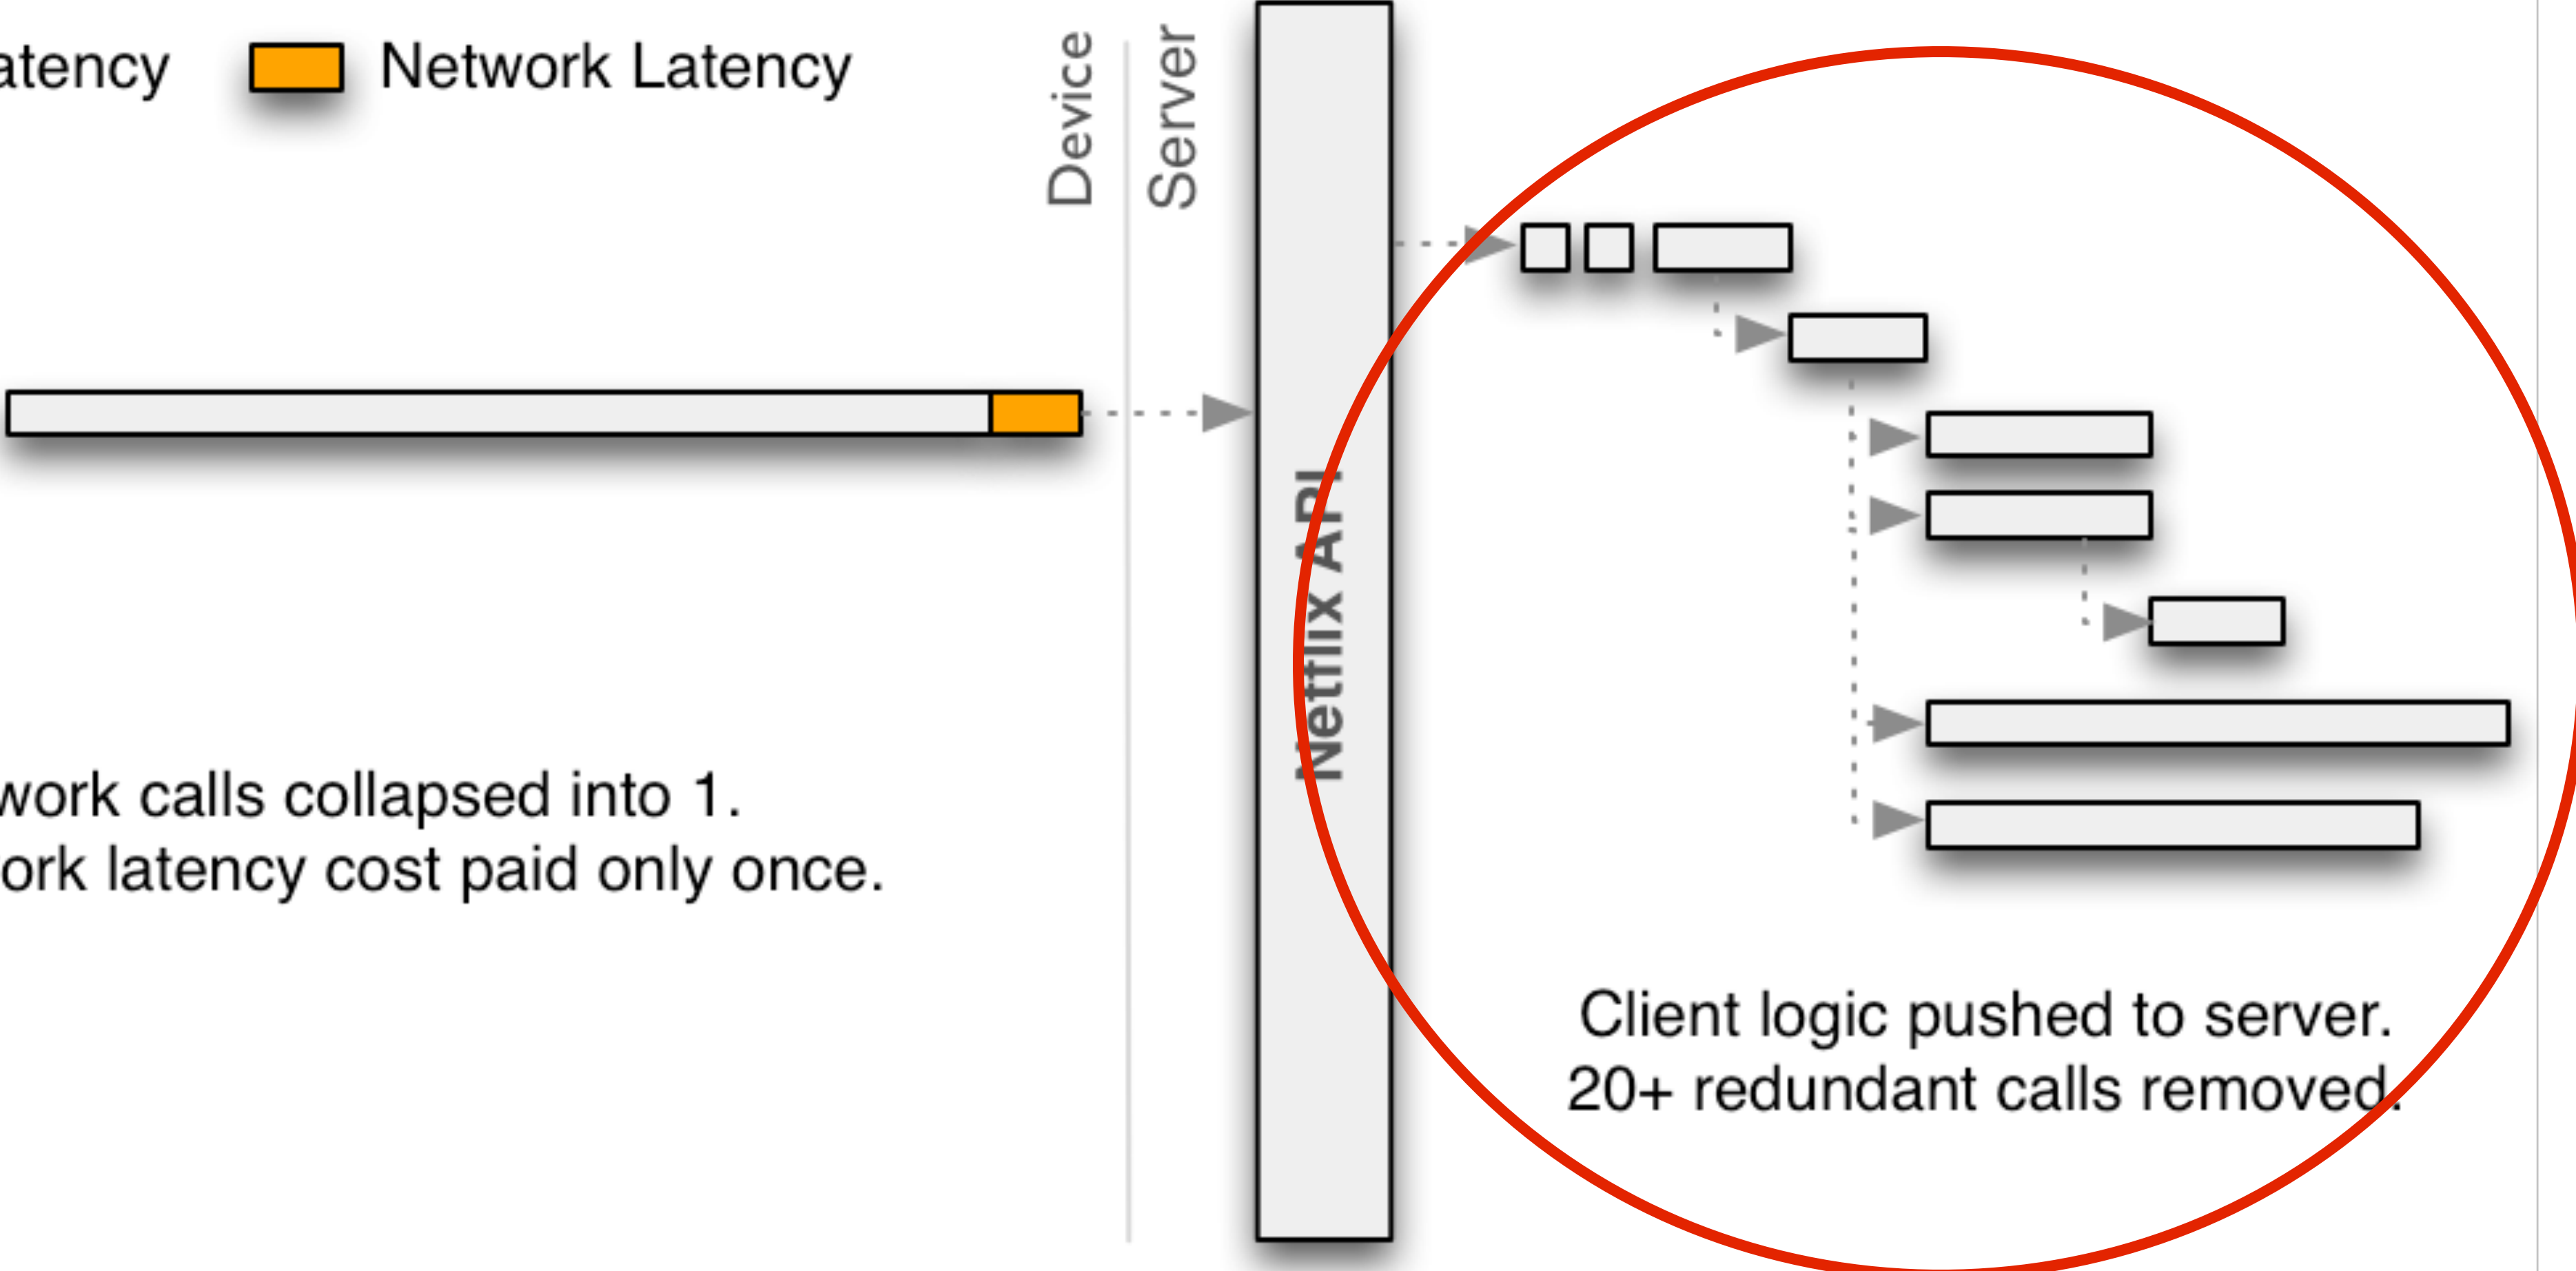 atency
Network Latency
Device
Server
Netflix API
work calls collapsed into 1.
ork latency cost paid only once.
Client logic pushed to server.
20+ redundant calls removed.